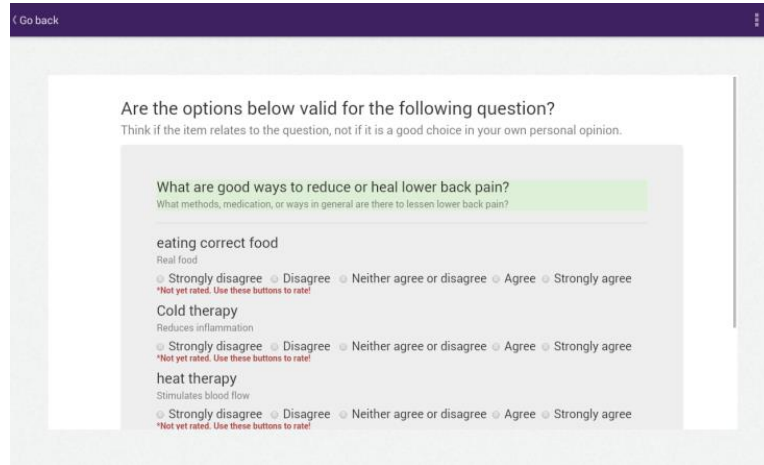 Go back
Are the options below valid for the following question?
Think if the item relates to the question, not if it is a good choice in your own personal opinion.
What are good ways to reduce or heal lower back pain?
What methods, medication, or ways in general are there to lessen lower back pain?
eating correct food
Real food
Strongly disagree Disagree Neither agree or disagree Agree Strongly agree
*Not yet rated. Use these buttons to rate!
Cold therapy
Reduces inflammation
Strongly disagree Disagree Neither agree or disagree Agree Strongly agree
*Not yet rated. Use these buttons to rate!
heat therapy
Stimulates blood flow
Strongly disagree Disagree Neither agree or disagree Agree Strongly agree
*Not yet rated. Use these buttons to rate!